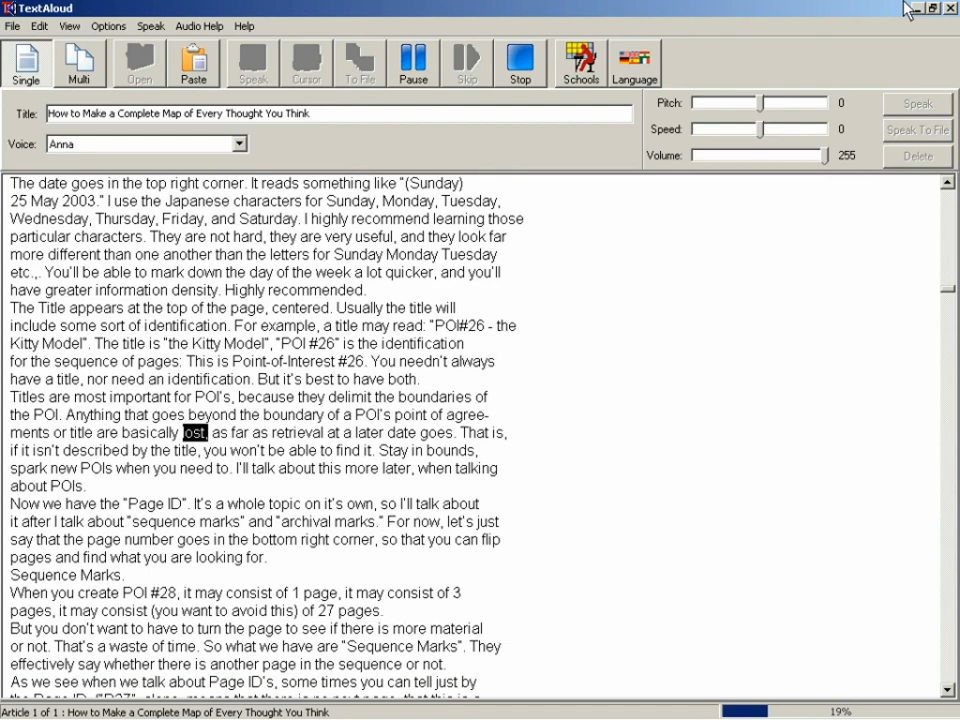 TextAloud
File Edit View Options Speak Audio Help Help
Single Multi Open Paste Speak Cursor To File Pause Skip Stop Schools Language
Title: How to Make a Complete Map of Every Thought You Think
Voice: Anna
Pitch: 0 Speak
Speed: 0 Speak To File
Volume: 255 Delete
The date goes in the top right corner. It reads something like "(Sunday)
25 May 2003." I use the Japanese characters for Sunday, Monday, Tuesday,
Wednesday, Thursday, Friday, and Saturday. I highly recommend learning those
particular characters. They are not hard, they are very useful, and they look far
more different than one another than the letters for Sunday Monday Tuesday
etc.,. You'll be able to mark down the day of the week a lot quicker, and you'll
have greater information density. Highly recommended.
The Title appears at the top of the page, centered. Usually the title will
include some sort of identification. For example, a title may read: "POI#26 - the
Kitty Model". The title is "the Kitty Model", "POI #26" is the identification
for the sequence of pages: This is Point-of-Interest #26. You needn't always
have a title, nor need an identification. But it's best to have both.
Titles are most important for POI's, because they delimit the boundaries of
the POI. Anything that goes beyond the boundary of a POI's point of agree-
ments or title are basically lost, as far as retrieval at a later date goes. That is,
if it isn't described by the title, you won't be able to find it. Stay in bounds,
spark new POIs when you need to. I'll talk about this more later, when talking
about POIs.
Now we have the "Page ID". It's a whole topic on it's own, so I'll talk about
it after I talk about "sequence marks" and "archival marks." For now, let's just
say that the page number goes in the bottom right corner, so that you can flip
pages and find what you are looking for.
Sequence Marks.
When you create POI #28, it may consist of 1 page, it may consist of 3
pages, it may consist (you want to avoid this) of 27 pages.
But you don't want to have to turn the page to see if there is more material
or not. That's a waste of time. So what we have are "Sequence Marks". They
effectively say whether there is another page in the sequence or not.
As we see when we talk about Page ID's, some times you can tell just by
the Page ID. ("P27", alone, means that there is no next page, that this is a
Article 1 of 1 : How to Make a Complete Map of Every Thought You Think 19%